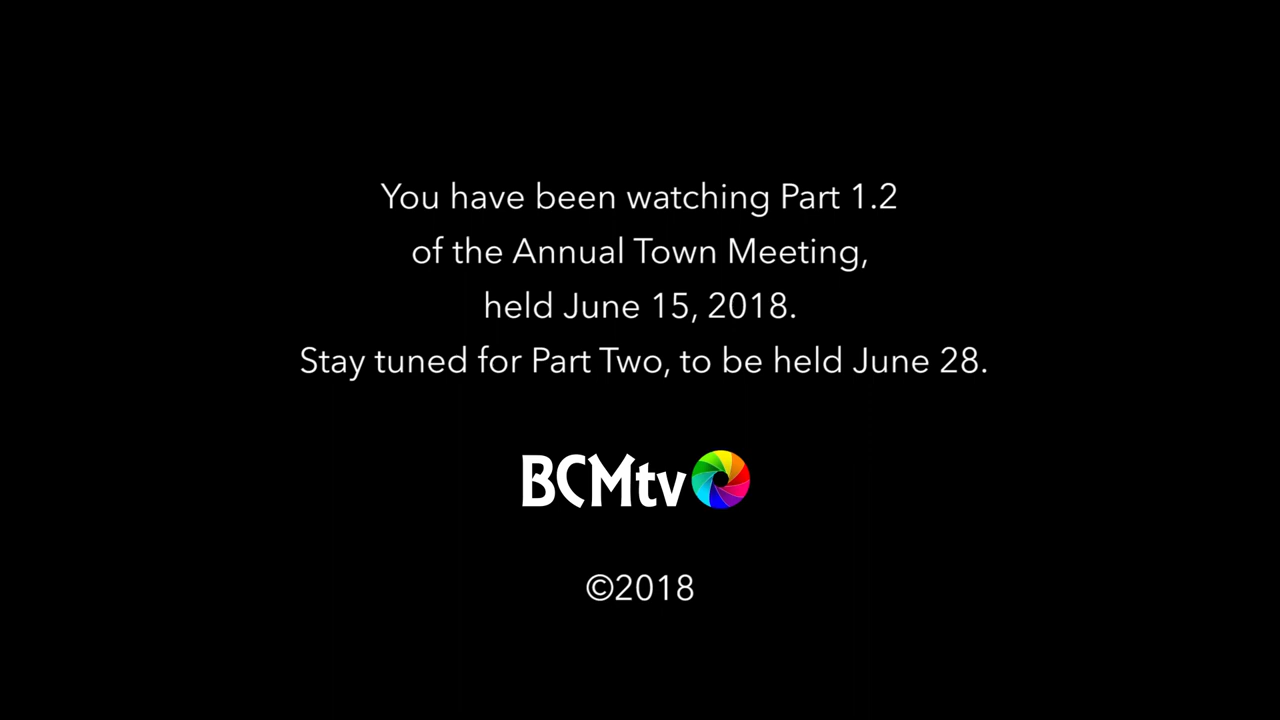 You have been watching Part 1.2
of the Annual Town Meeting,
held June 15, 2018.
Stay tuned for Part Two, to be held June 28.
BCMtv
©2018